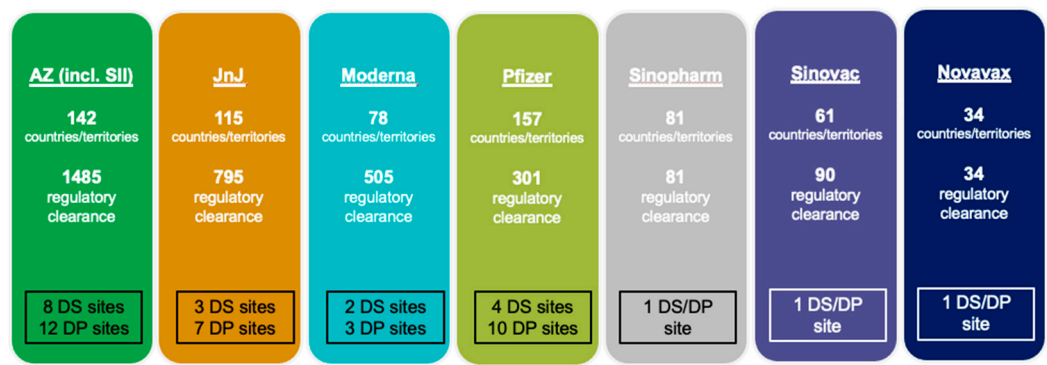 AZ (incl. SII)
142
countries/territories
1485
regulatory
clearance
8 DS sites
12 DP sites
JnJ
115
countries/territories
795
regulatory
clearance
3 DS sites
7 DP sites
Moderna
78
countries/territories
505
regulatory
clearance
2 DS sites
3 DP sites
Pfizer
157
countries/territories
301
regulatory
clearance
4 DS sites
10 DP sites
Sinopharm
81
countries/territories
81
regulatory
clearance
1 DS/DP
site
Sinovac
61
countries/territories
90
regulatory
clearance
1 DS/DP
site
Novavax
34
countries/territories
34
regulatory
clearance
1 DS/DP
site